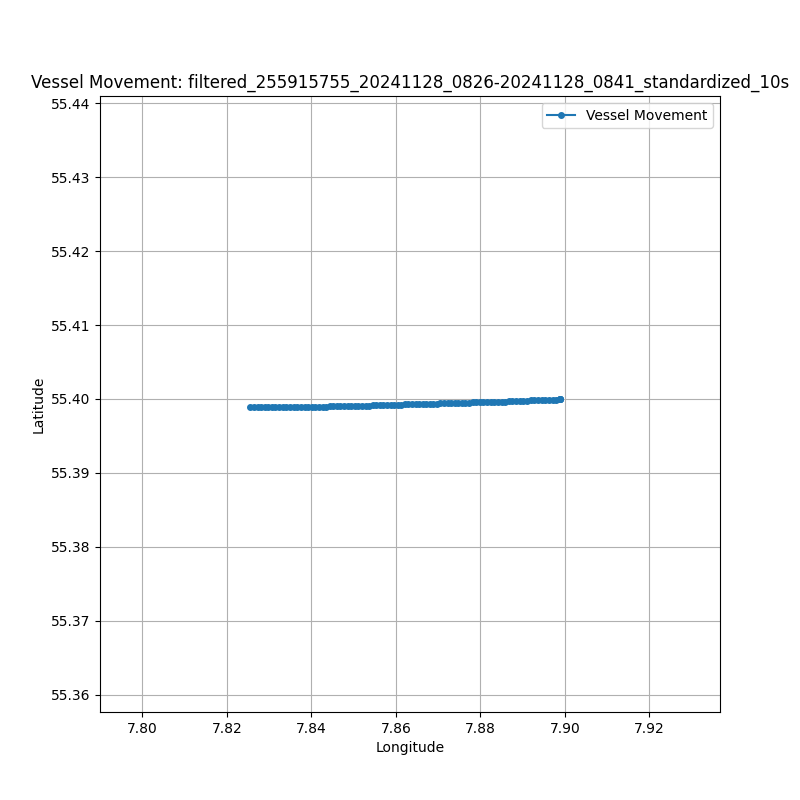 Vessel Movement: filtered_255915755_20241128_0826-20241128_0841_standardized_10s
Vessel Movement
55.44
55.43
55.42
55.41
55.40
55.39
55.38
55.37
55.36
Latitude
7.80 7.82 7.84 7.86 7.88 7.90 7.92
Longitude